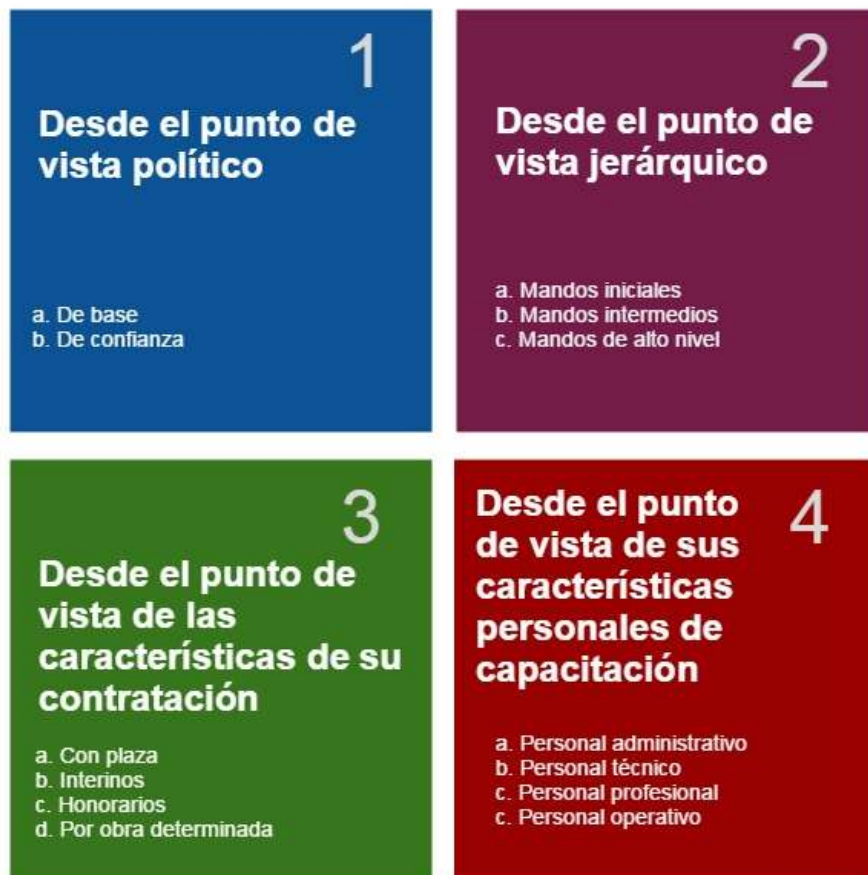 1
Desde el punto de
vista político
a. De base
b. De confianza
2
Desde el punto de
vista jerárquico
a. Mandos iniciales
b. Mandos intermedios
c. Mandos de alto nivel
3
Desde el punto de
vista de las
características de su
contratación
a. Con plaza
b. Interinos
c. Honorarios
d. Por obra determinada
4
Desde el punto
de vista de sus
características
personales de
capacitación
a. Personal administrativo
b. Personal técnico
c. Personal profesional
c. Personal operativo